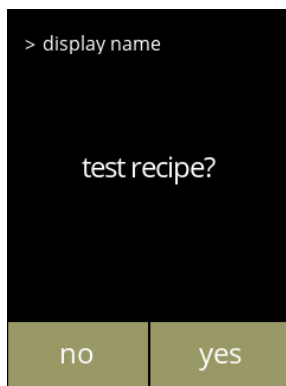 > display name
test recipe?
no
yes